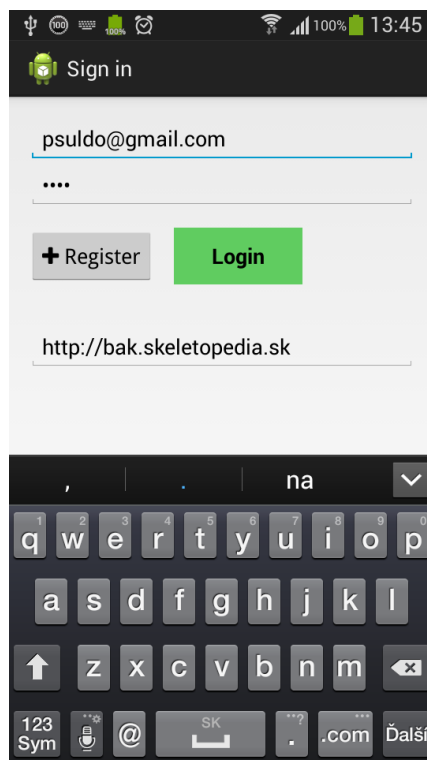 100 100% 100% 13:45
Sign in
psuldo@gmail.com
••••
+ Register Login
http://bak.skeletopedia.sk
, . na
1 2 3 4 5 6 7 8 9 0
q w e r t y u i o p
a s d f g h j k l
z x c v b n m
123 Sym @ SK . ...? .com Ďalší